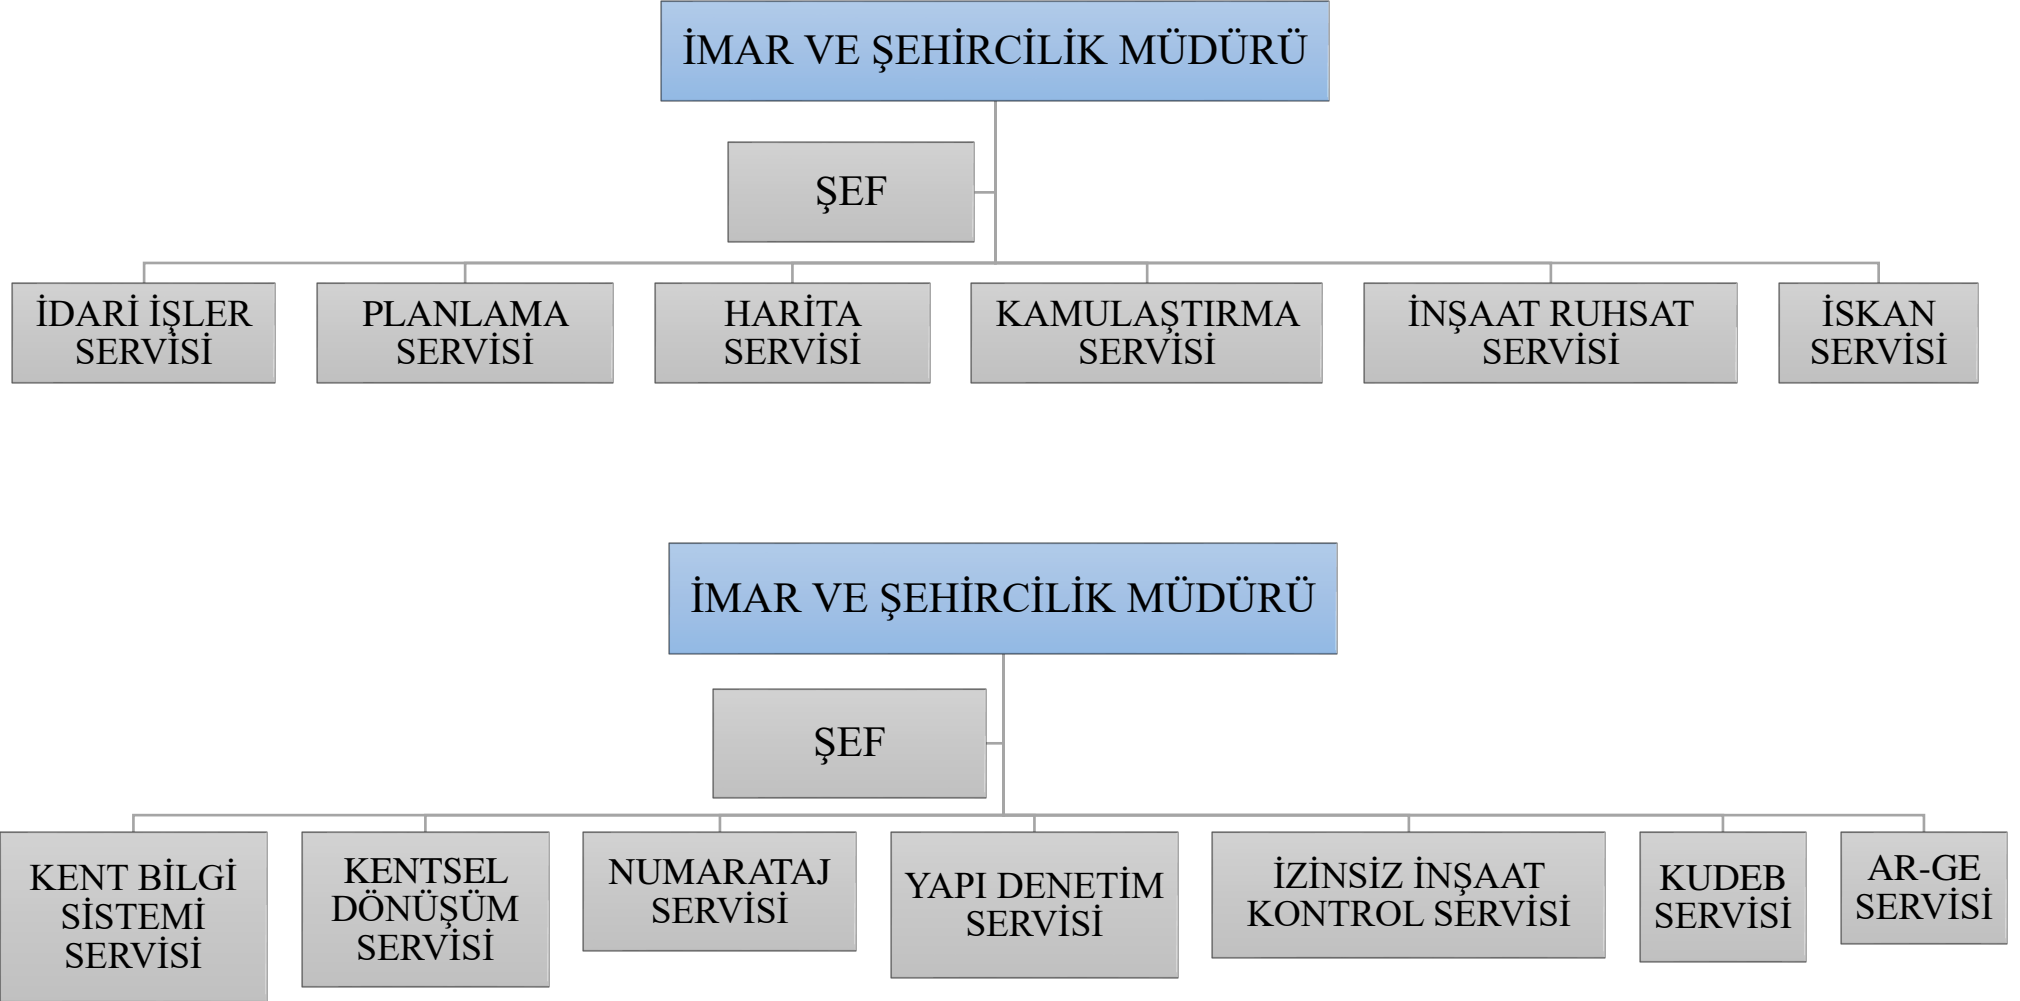 İMAR VE ŞEHİRCİLİK MÜDÜRÜ
ŞEF
İDARİ İŞLER
SERVİSİ
PLANLAMA
SERVİSİ
HARİTA
SERVİSİ
KAMULAŞTIRMA
SERVİSİ
İNŞAAT RUHSAT
SERVİSİ
İSKAN
SERVİSİ
İMAR VE ŞEHİRCİLİK MÜDÜRÜ
ŞEF
KENT BİLGİ
SİSTEMİ
SERVİSİ
KENTSEL
DÖNÜŞÜM
SERVİSİ
NUMARATAJ
SERVİSİ
YAPI DENETİM
SERVİSİ
İZİNSİZ İNŞAAT
KONTROL SERVİSİ
KUDEB
SERVİSİ
AR-GE
SERVİSİ